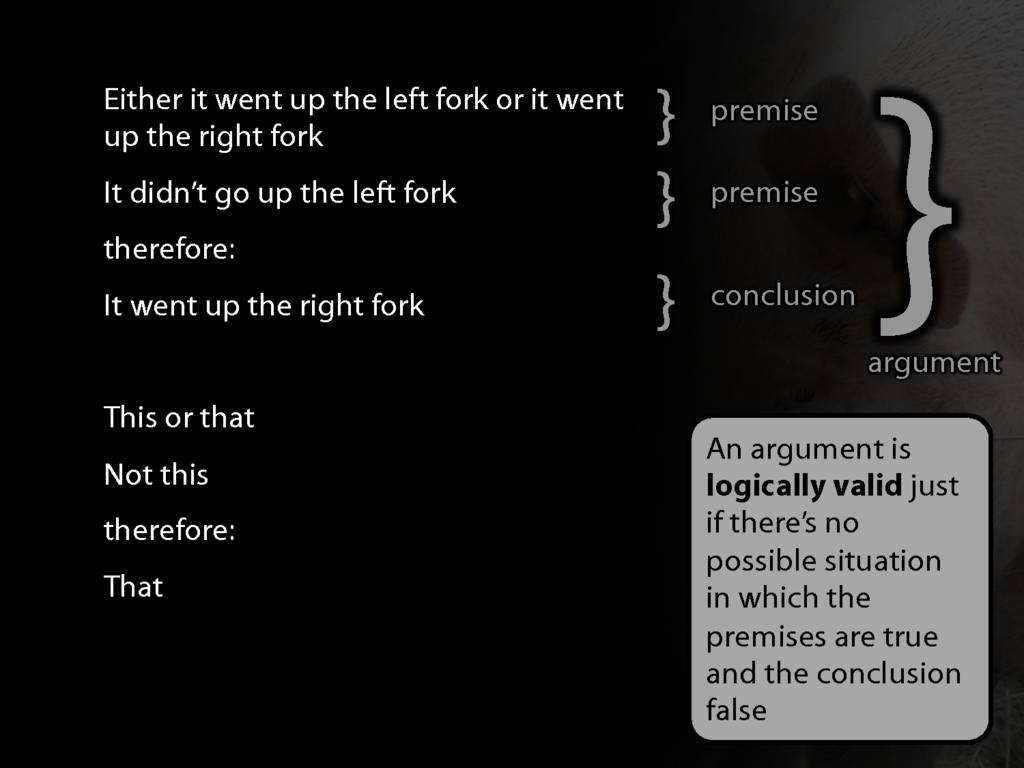 Either it went up the left fork or it went
up the right fork
} premise
It didn’t go up the left fork
} premise
therefore:
It went up the right fork
} conclusion
}
argument
This or that
Not this
therefore:
That
An argument is
logically valid just
if there’s no
possible situation
in which the
premises are true
and the conclusion
false